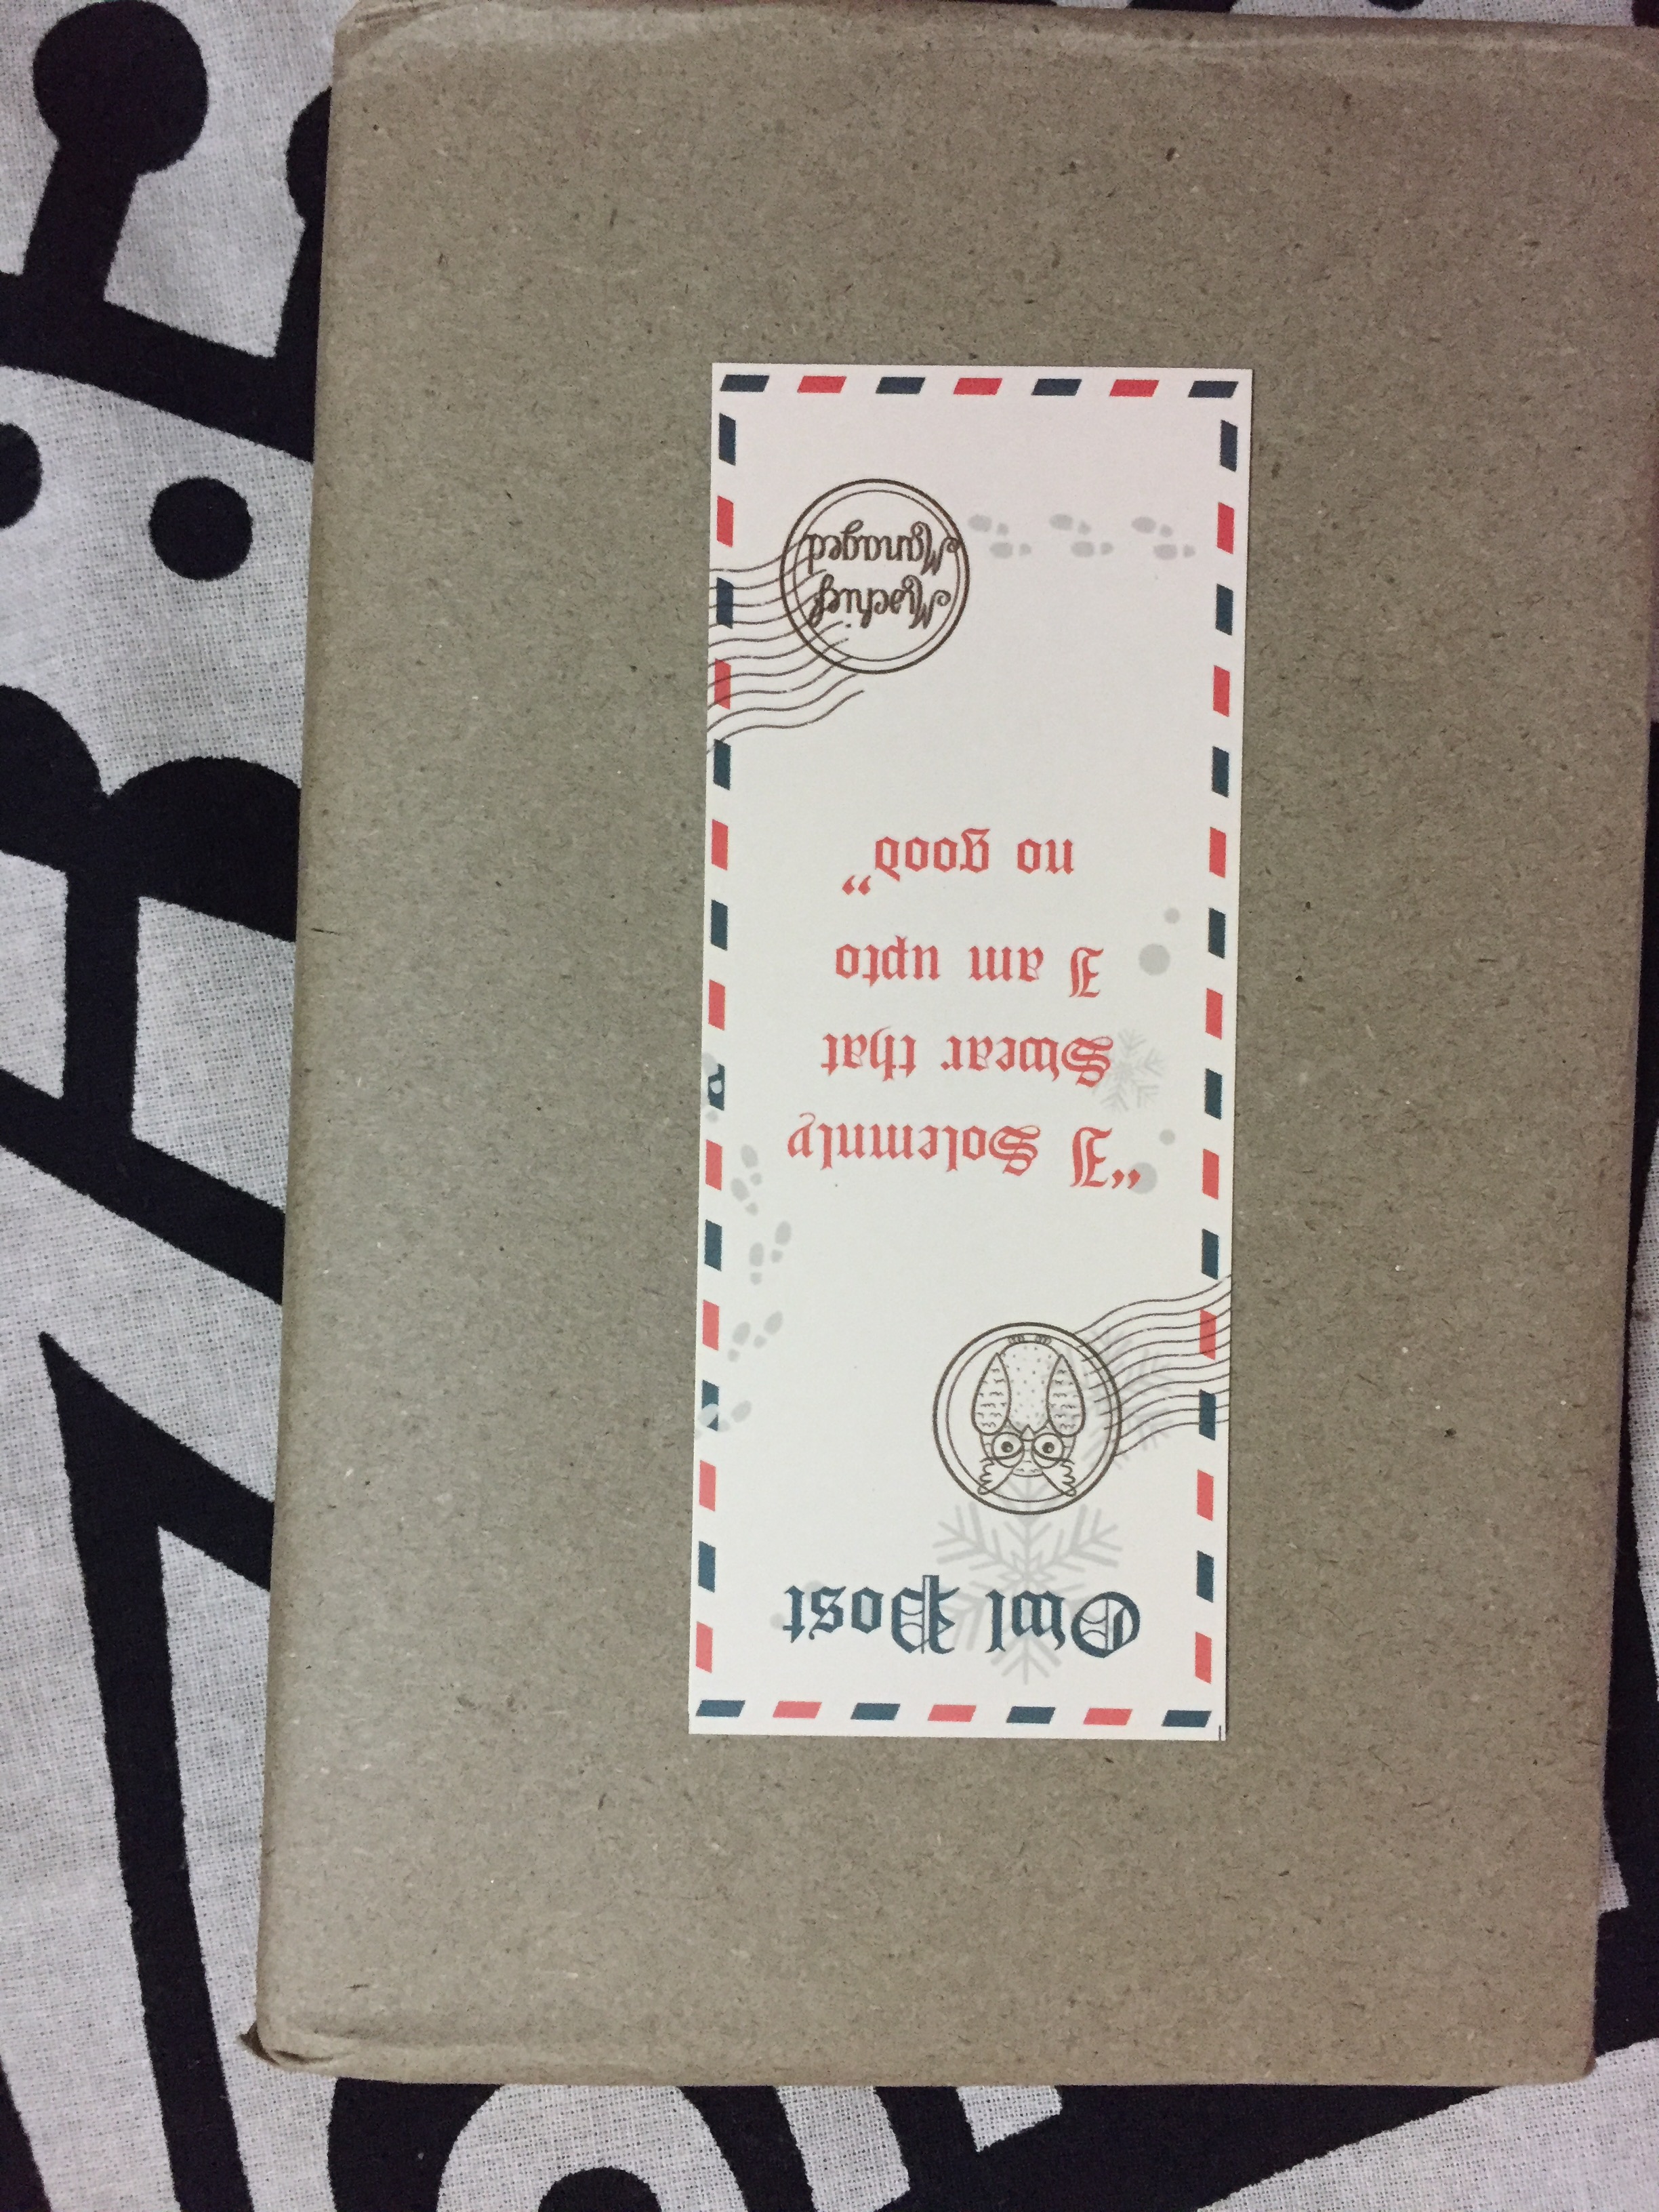 Owl Post
“I Solemnly
Swear that
I am upto
no good”
Mischief
Managed